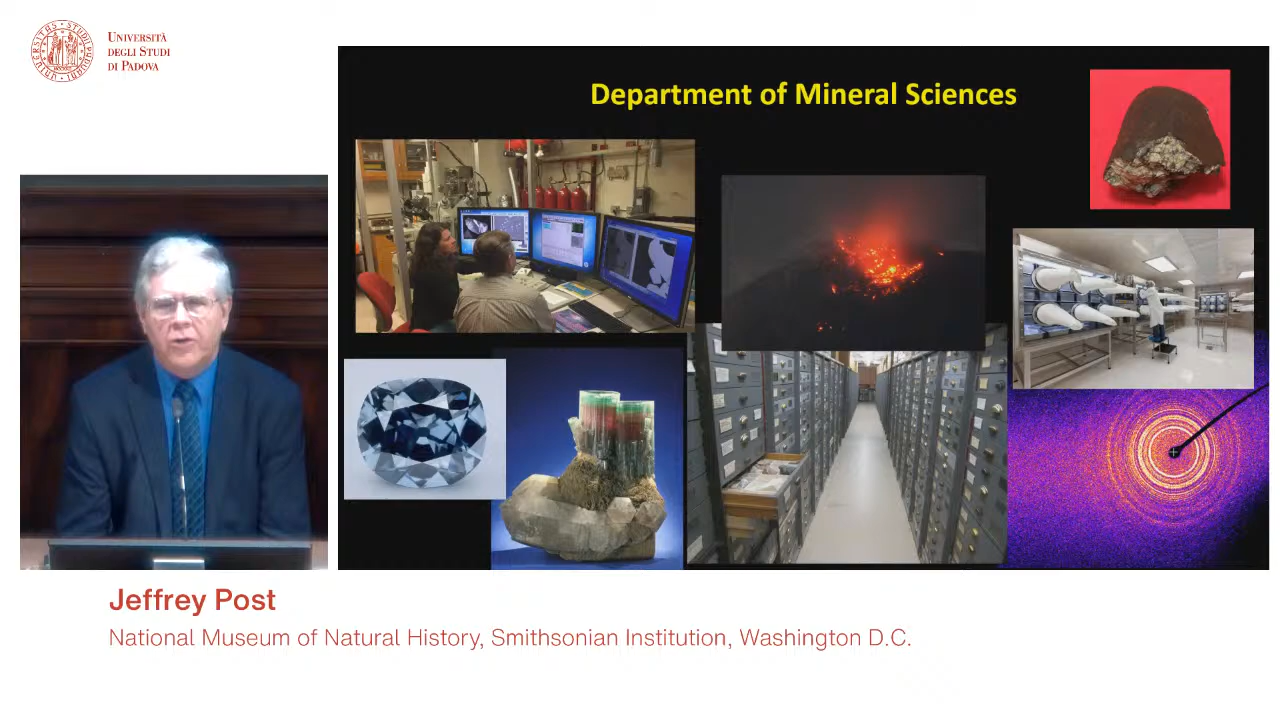 UNIVERSITÀ
DEGLI STUDI
DI PADOVA
Department of Mineral Sciences
Jeffrey Post
National Museum of Natural History, Smithsonian Institution, Washington D.C.